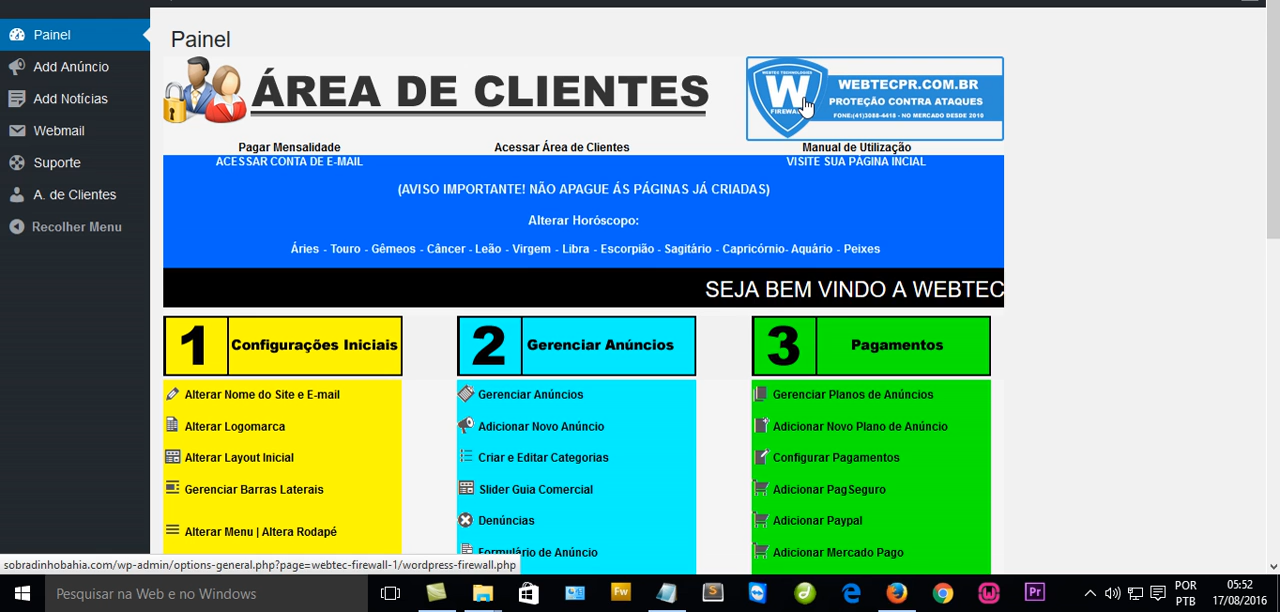 Painel
Add Anúncio
Add Notícias
Webmail
Suporte
A. de Clientes
Recolher Menu
Painel
ÁREA DE CLIENTES
WEBTEC TECHNOLOGIES
W
FIREWALL
WEBTECPR.COM.BR
PROTEÇÃO CONTRA ATAQUES
FONE:(41)3088-4418 - NO MERCADO DESDE 2010
Pagar Mensalidade
Acessar Área de Clientes
Manual de Utilização
ACESSAR CONTA DE E-MAIL
VISITE SUA PÁGINA INCIAL
(AVISO IMPORTANTE! NÃO APAGUE ÁS PÁGINAS JÁ CRIADAS)
Alterar Horóscopo:
Áries - Touro - Gêmeos - Câncer - Leão - Virgem - Libra - Escorpião - Sagitário - Capricórnio- Aquário - Peixes
SEJA BEM VINDO A WEBTEC
1 Configurações Iniciais
Alterar Nome do Site e E-mail
Alterar Logomarca
Alterar Layout Inicial
Gerenciar Barras Laterais
Alterar Menu | Altera Rodapé
2 Gerenciar Anúncios
Gerenciar Anúncios
Adicionar Novo Anúncio
Criar e Editar Categorias
Slider Guia Comercial
Denúncias
Formulário de Anúncio
3 Pagamentos
Gerenciar Planos de Anúncios
Adicionar Novo Plano de Anúncio
Configurar Pagamentos
Adicionar PagSeguro
Adicionar Paypal
Adicionar Mercado Pago
sobradinhobahia.com/wp-admin/options-general.php?page=webtec-firewall-1/wordpress-firewall.php
Pesquisar na Web e no Windows
Fw
S
Pr
POR
PTB
05:52
17/08/2016